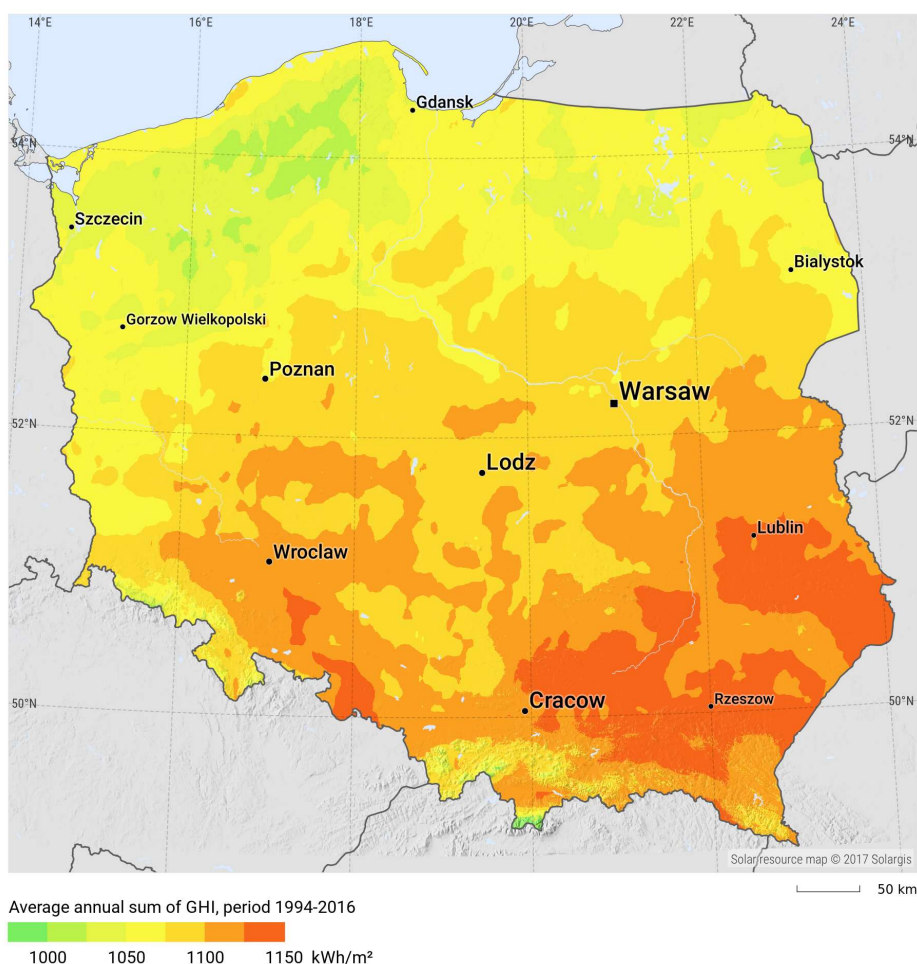 14°E 16°E 18°E 20°E 22°E 24°E
Gdansk
54°N 54°N
Szczecin
Bialystok
Gorzow Wielkopolski
Poznan
Warsaw
52°N 52°N
Lodz
Lublin
Wroclaw
50°N 50°N
Cracow
Rzeszow
Solar resource map © 2017 Solargis
50 km
Average annual sum of GHI, period 1994-2016
1000 1050 1100 1150 kWh/m²